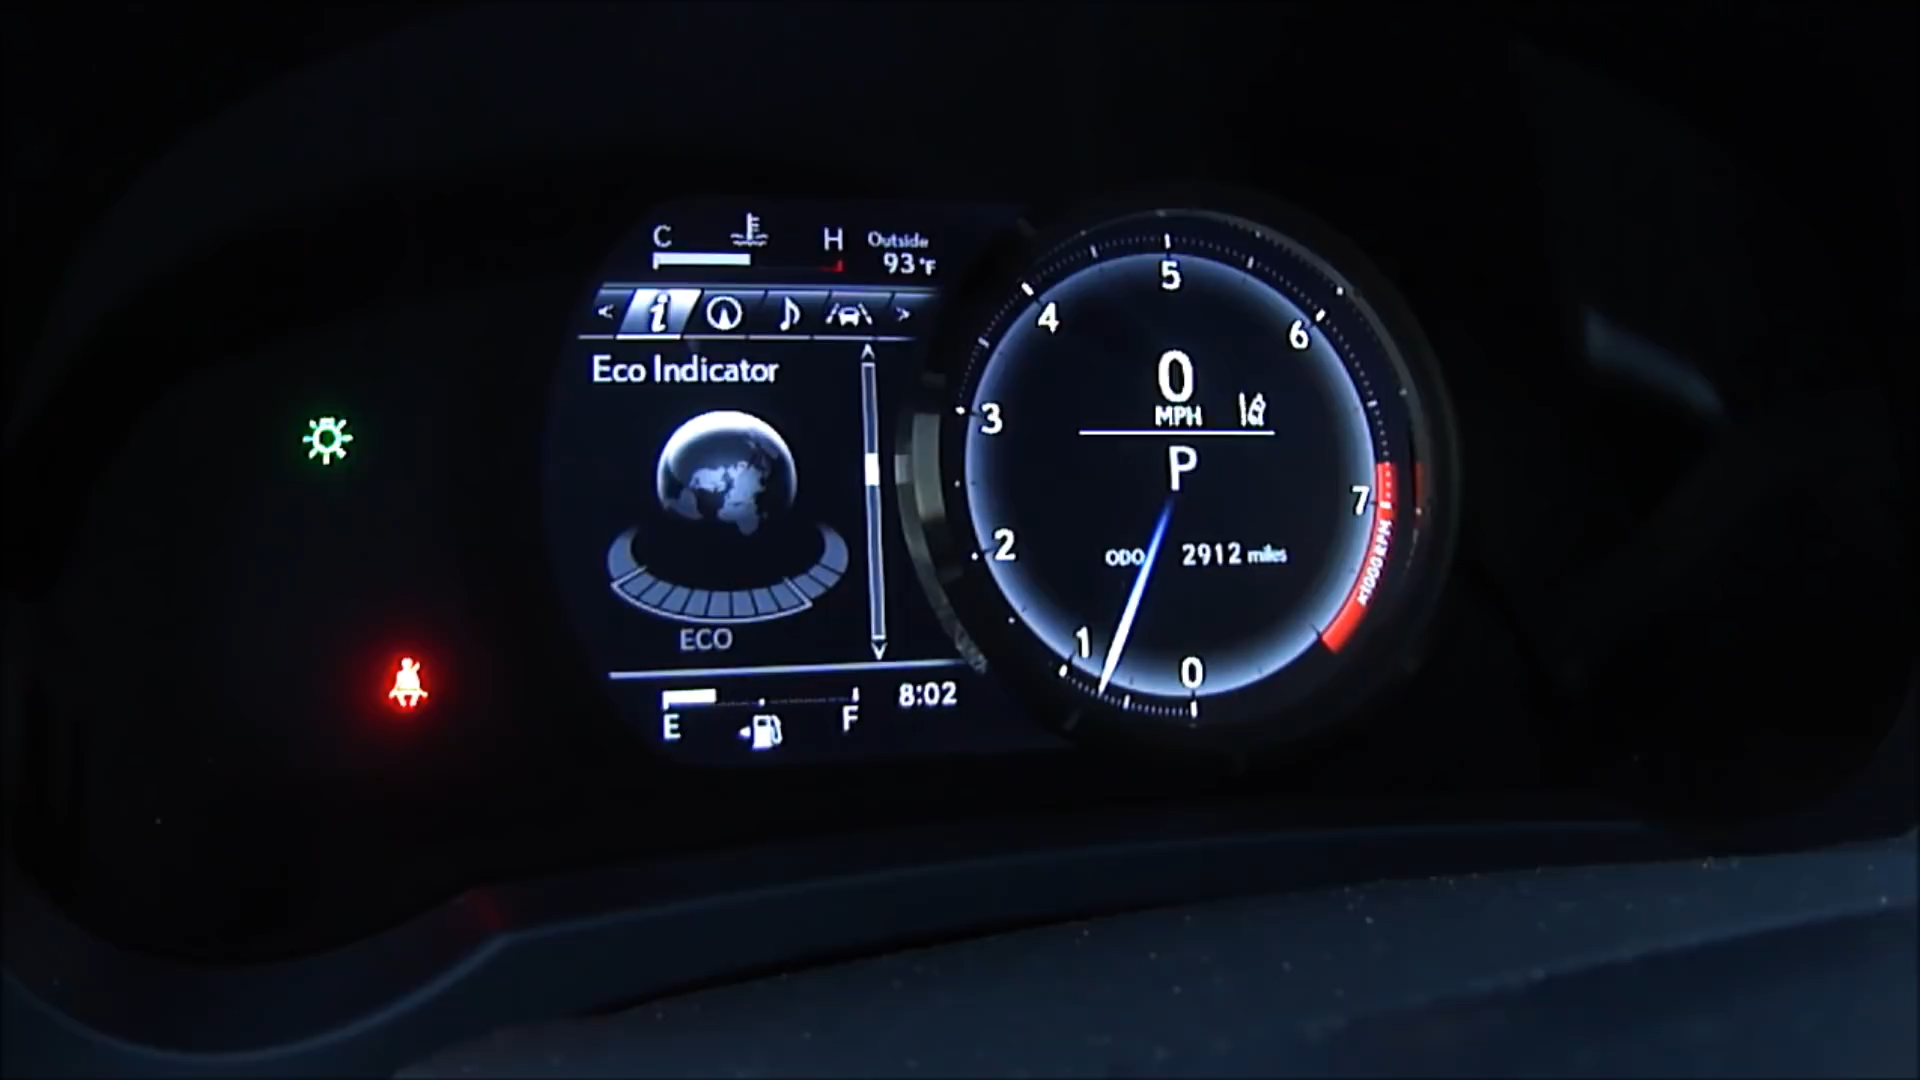 C H Outside
93°F
< i >
Eco Indicator
ECO
E F 8:02
0
MPH
P
ODO 2912 miles
0
1
2
3
4
5
6
7
x1000RPM